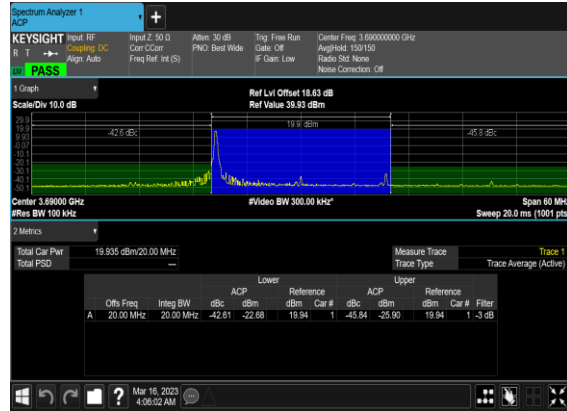 Spectrum Analyzer 1
ACP
+
KEYSIGHT Input: RF Input Z: 50 Ω Atten: 30 dB Trig: Free Run Center Freq: 3.690000000 GHz
R T Coupling: DC Corr CCorr PNO: Best Wide Gate: Off Avg|Hold: 150/150
Align: Auto Freq Ref: Int (S) IF Gain: Low Radio Std: None
LXI PASS Noise Correction: Off
1 Graph
Ref Lvl Offset 18.63 dB
Scale/Div 10.0 dB Ref Value 39.93 dBm
29.9
19.9 19.9 dBm
9.93 -42.6 dBc -45.8 dBc
-0.07
-10.1
-20.1
-30.1
-40.1
-50.1
Center 3.69000 GHz #Video BW 300.00 kHz* Span 60 MHz
#Res BW 100 kHz Sweep 20.0 ms (1001 pts)
2 Metrics
Total Car Pwr 19.935 dBm/20.00 MHz Measure Trace Trace 1
Total PSD --- Trace Type Trace Average (Active)
Lower Upper
ACP Reference ACP Reference
Offs Freq Integ BW dBc dBm dBm Car # dBc dBm dBm Car # Filter
A 20.00 MHz 20.00 MHz -42.61 -22.68 19.94 1 -45.84 -25.90 19.94 1 -3 dB
? Mar 16, 2023
4:06:02 AM